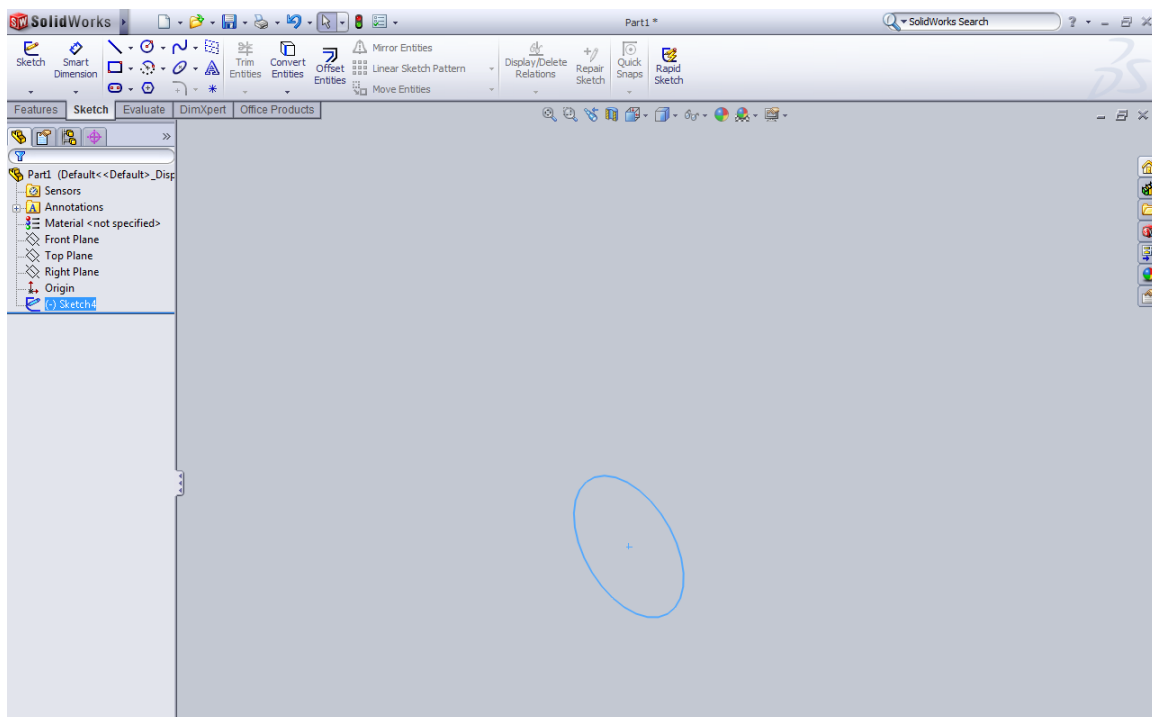 SolidWorks
Part1 *
SolidWorks Search
?
Sketch
Smart Dimension
Trim Entities
Convert Entities
Offset Entities
Mirror Entities
Linear Sketch Pattern
Move Entities
Display/Delete Relations
Repair Sketch
Quick Snaps
Rapid Sketch
Features Sketch Evaluate DimXpert Office Products
Part1 (Default<<Default>_Disp
Sensors
Annotations
Material <not specified>
Front Plane
Top Plane
Right Plane
Origin
(-) Sketch4